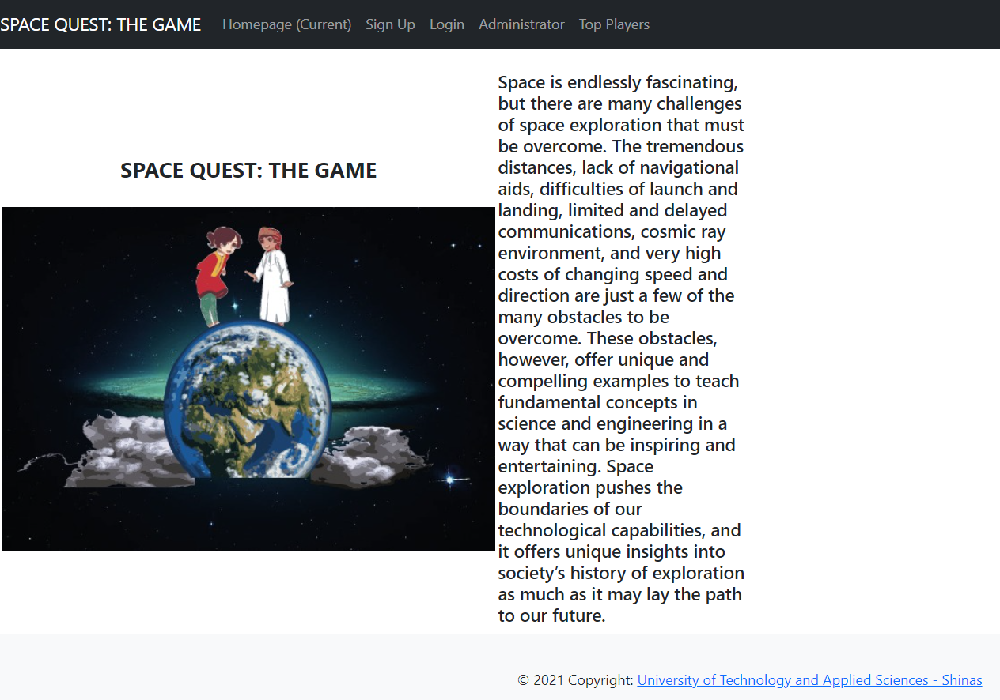 SPACE QUEST: THE GAME Homepage (Current) Sign Up Login Administrator Top Players
SPACE QUEST: THE GAME
Space is endlessly fascinating,
but there are many challenges
of space exploration that must
be overcome. The tremendous
distances, lack of navigational
aids, difficulties of launch and
landing, limited and delayed
communications, cosmic ray
environment, and very high
costs of changing speed and
direction are just a few of the
many obstacles to be
overcome. These obstacles,
however, offer unique and
compelling examples to teach
fundamental concepts in
science and engineering in a
way that can be inspiring and
entertaining. Space
exploration pushes the
boundaries of our
technological capabilities, and
it offers unique insights into
society’s history of exploration
as much as it may lay the path
to our future.
© 2021 Copyright: University of Technology and Applied Sciences - Shinas